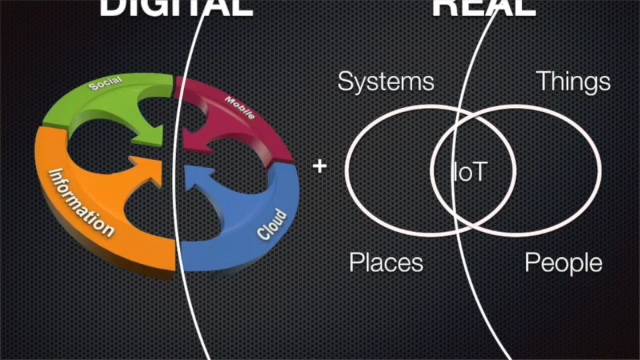 DIGITAL
REAL
Social
Mobile
Information
Cloud
+
Systems
Things
IoT
Places
People